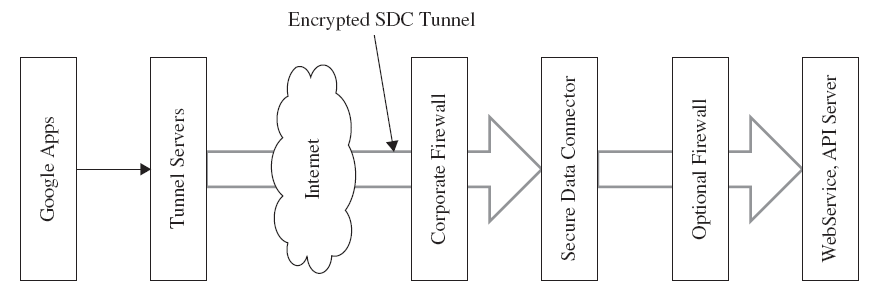 Encrypted SDC Tunnel
Google Apps
Tunnel Servers
Internet
Corporate Firewall
Secure Data Connector
Optional Firewall
WebService, API Server